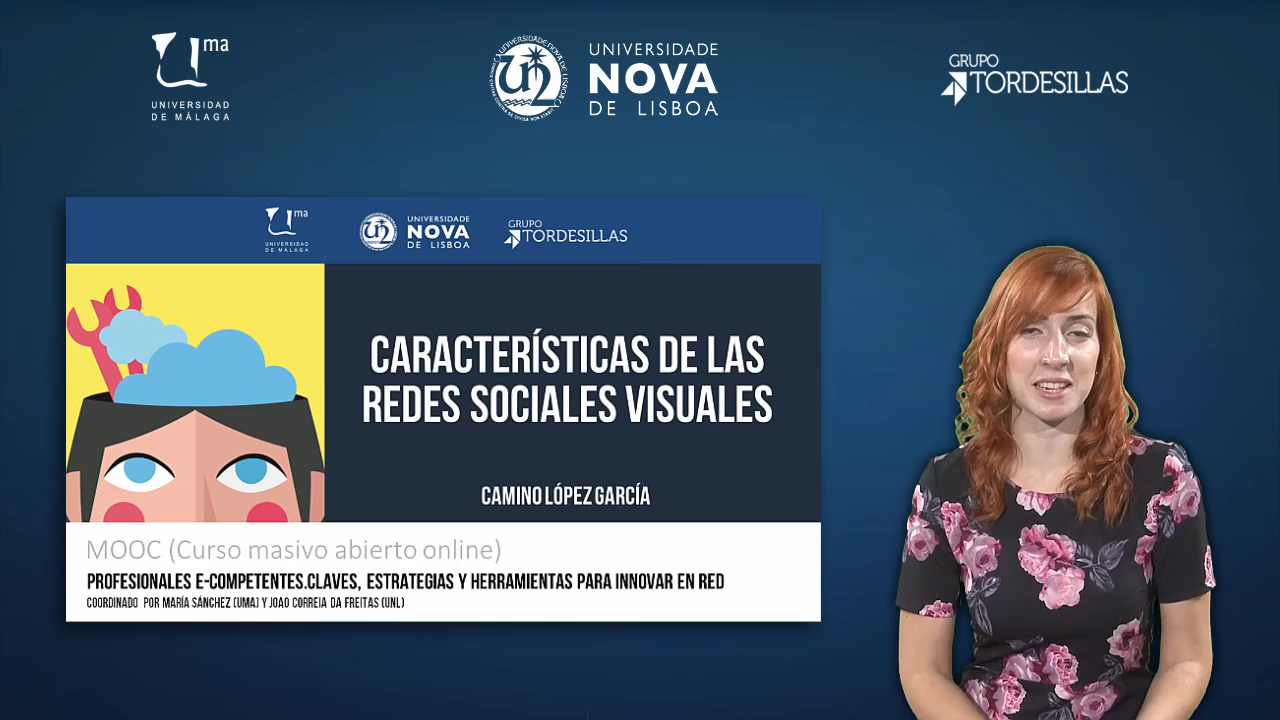 uma
UNIVERSIDAD
DE MÁLAGA
UNIVERSIDADE
NOVA
DE LISBOA
GRUPO
TORDESILLAS
uma
UNIVERSIDAD
DE MÁLAGA
UNIVERSIDADE
NOVA
DE LISBOA
GRUPO
TORDESILLAS
CARACTERÍSTICAS DE LAS
REDES SOCIALES VISUALES
CAMINO LÓPEZ GARCÍA
MOOC (Curso masivo abierto online)
PROFESIONALES E-COMPETENTES.CLAVES, ESTRATEGIAS Y HERRAMIENTAS PARA INNOVAR EN RED
COORDINADO POR MARÍA SÁNCHEZ (UMA) Y JOAO CORREIA DA FREITAS (UNL)